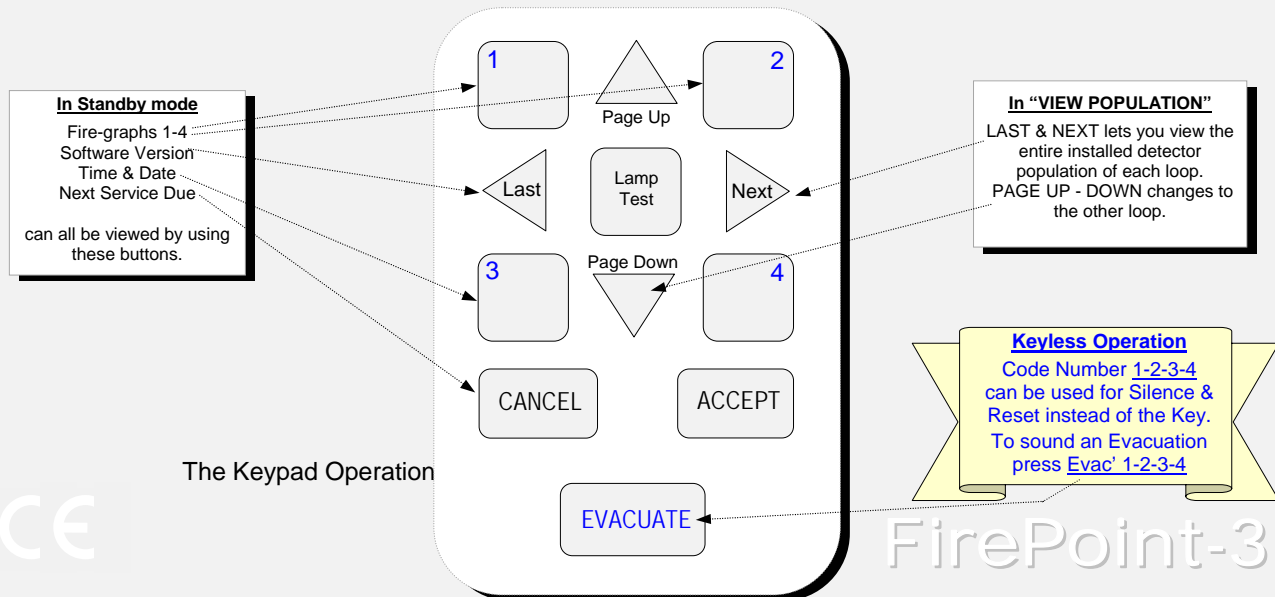 In Standby mode
Fire-graphs 1-4
Software Version
Time & Date
Next Service Due
can all be viewed by using
these buttons.
1
2
Page Up
Last
Lamp
Test
Next
3
Page Down
4
CANCEL
ACCEPT
EVACUATE
The Keypad Operation
In “VIEW POPULATION”
LAST & NEXT lets you view the
entire installed detector
population of each loop.
PAGE UP - DOWN changes to
the other loop.
Keyless Operation
Code Number 1-2-3-4
can be used for Silence &
Reset instead of the Key.
To sound an Evacuation
press Evac’ 1-2-3-4
CE
FirePoint-3